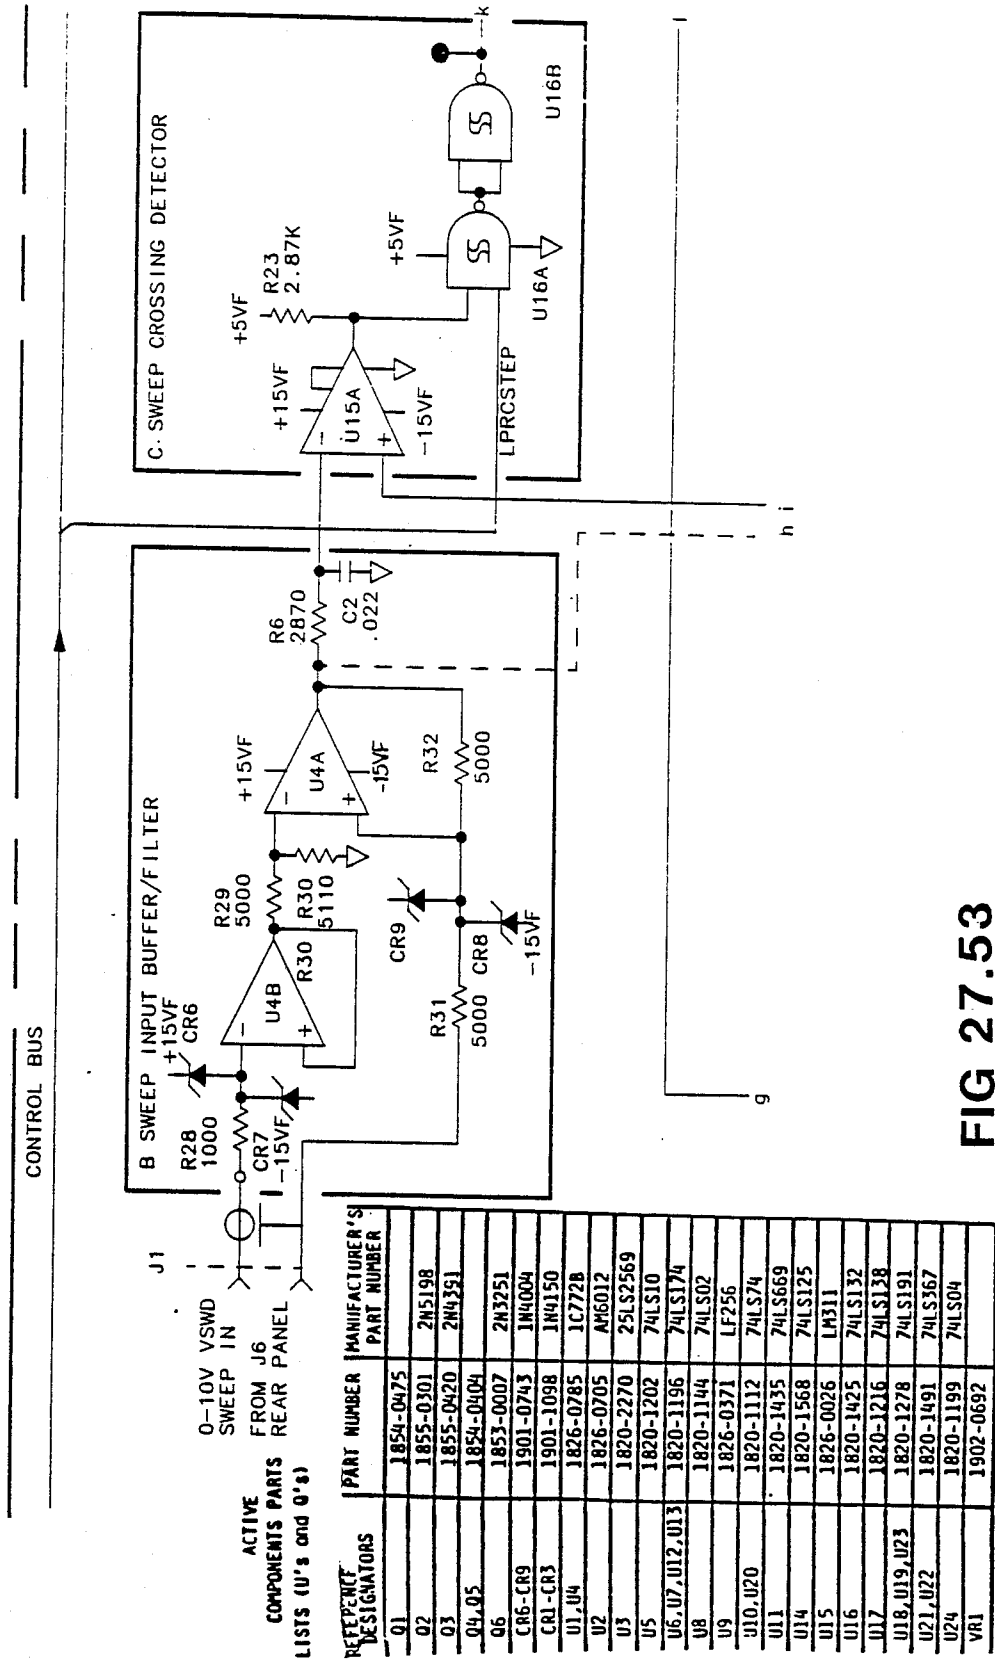 CONTROL BUS
J1
0-10V VSWD
SWEEP IN
FROM J6
REAR PANEL
B SWEEP INPUT BUFFER/FILTER
R28
1000
+15VF
CR6
CR7
-15VF
U4B
-
+
R30
R29
5000
R30
5110
+15VF
U4A
-
+
-15VF
R31
5000
CR9
CR8
-15VF
R32
5000
R6
2870
C2
.022
C. SWEEP CROSSING DETECTOR
+15VF
U15A
-
+
-15VF
+5VF
R23
2.87K
LPRCSTEP
+5VF
U16A
U16B
k
l
h i
g
ACTIVE
COMPONENTS PARTS
LISTS (U's and Q's)
REFERENCE DESIGNATORS PART NUMBER MANUFACTURER'S PART NUMBER
Q1 1854-0475
Q2 1855-0301 2N5198
Q3 1855-0420 2N4391
Q4,Q5 1854-0404
Q6 1853-0007 2N3251
CR6-CR9 1901-0743 1N4004
CR1-CR3 1901-1098 1N4150
U1,U4 1826-0785 1C772B
U2 1826-0705 AM6012
U3 1820-2270 25LS2569
U5 1820-1202 74LS10
U6,U7,U12,U13 1820-1196 74LS174
U8 1820-1144 74LS02
U9 1826-0371 LF256
U10,U20 1820-1112 74LS74
U11 1820-1435 74LS669
U14 1820-1568 74LS125
U15 1826-0026 LM311
U16 1820-1425 74LS132
U17 1820-1216 74LS138
U18,U19,U23 1820-1278 74LS191
U21,U22 1820-1491 74LS367
U24 1820-1199 74LS04
VR1 1902-0692
FIG 27.53